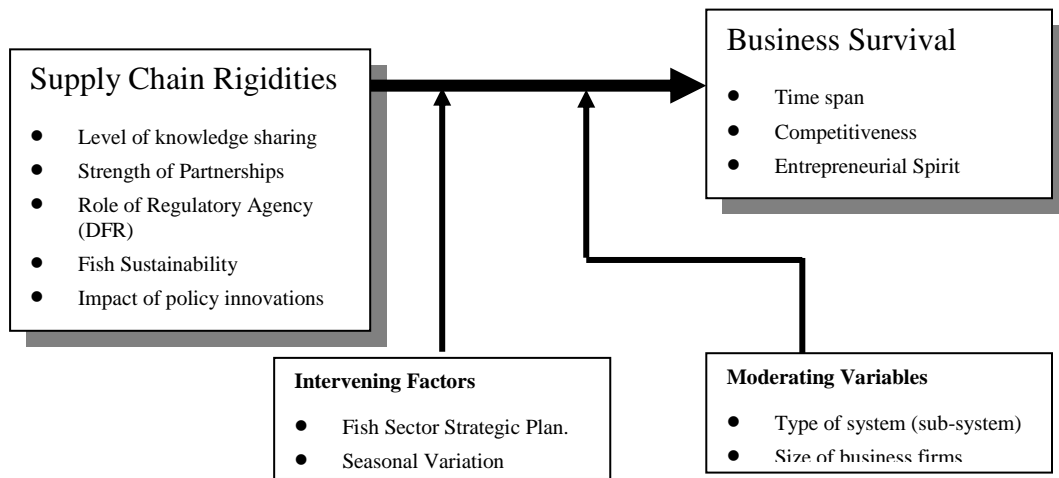 Supply Chain Rigidities
● Level of knowledge sharing
● Strength of Partnerships
● Role of Regulatory Agency
(DFR)
● Fish Sustainability
● Impact of policy innovations
Business Survival
● Time span
● Competitiveness
● Entrepreneurial Spirit
Intervening Factors
● Fish Sector Strategic Plan.
● Seasonal Variation
Moderating Variables
● Type of system (sub-system)
● Size of business firms